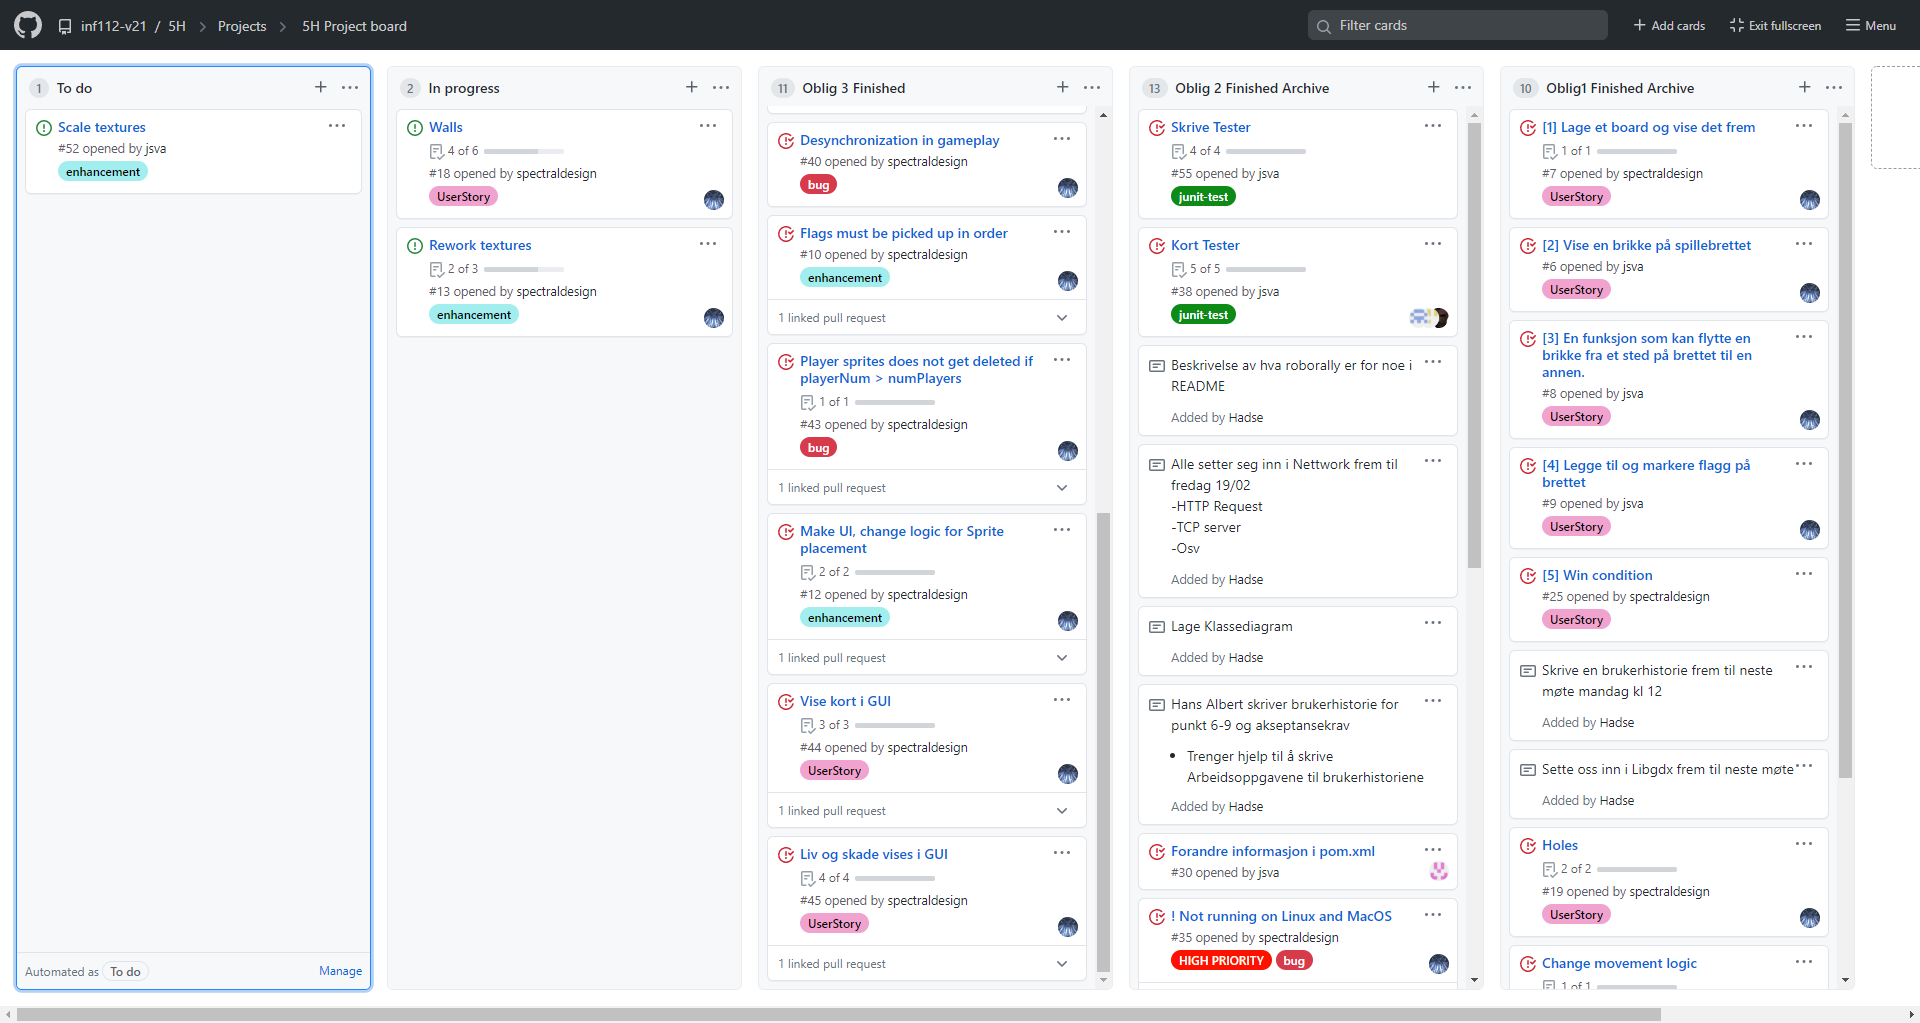 inf112-v21 / 5H
Projects
5H Project board
Filter cards
Add cards
Exit fullscreen
Menu
1 To do
Scale textures
#52 opened by jsva
enhancement
Automated as To do
Manage
2 In progress
Walls
4 of 6
#18 opened by spectraldesign
UserStory
Rework textures
2 of 3
#13 opened by spectraldesign
enhancement
11 Oblig 3 Finished
Desynchronization in gameplay
#40 opened by spectraldesign
bug
Flags must be picked up in order
#10 opened by spectraldesign
enhancement
1 linked pull request
Player sprites does not get deleted if
playerNum > numPlayers
1 of 1
#43 opened by spectraldesign
bug
1 linked pull request
Make UI, change logic for Sprite
placement
2 of 2
#12 opened by spectraldesign
enhancement
1 linked pull request
Vise kort i GUI
3 of 3
#44 opened by spectraldesign
UserStory
1 linked pull request
Liv og skade vises i GUI
4 of 4
#45 opened by spectraldesign
UserStory
1 linked pull request
13 Oblig 2 Finished Archive
Skrive Tester
4 of 4
#55 opened by jsva
junit-test
Kort Tester
5 of 5
#38 opened by jsva
junit-test
Beskrivelse av hva roborally er for noe i
README
Added by Hadse
Alle setter seg inn i Nettwork frem til
fredag 19/02
-HTTP Request
-TCP server
-Osv
Added by Hadse
Lage Klassediagram
Added by Hadse
Hans Albert skriver brukerhistorie for
punkt 6-9 og akseptansekrav
• Trenger hjelp til å skrive
Arbeidsoppgavene til brukerhistoriene
Added by Hadse
Forandre informasjon i pom.xml
#30 opened by jsva
! Not running on Linux and MacOS
#35 opened by spectraldesign
HIGH PRIORITY bug
10 Oblig1 Finished Archive
[1] Lage et board og vise det frem
1 of 1
#7 opened by spectraldesign
UserStory
[2] Vise en brikke på spillebrettet
#6 opened by jsva
UserStory
[3] En funksjon som kan flytte en
brikke fra et sted på brettet til en
annen.
#8 opened by jsva
UserStory
[4] Legge til og markere flagg på
brettet
#9 opened by jsva
UserStory
[5] Win condition
#25 opened by spectraldesign
UserStory
Skrive en brukerhistorie frem til neste
møte mandag kl 12
Added by Hadse
Sette oss inn i Libgdx frem til neste møte
Added by Hadse
Holes
2 of 2
#19 opened by spectraldesign
UserStory
Change movement logic
1 of 1